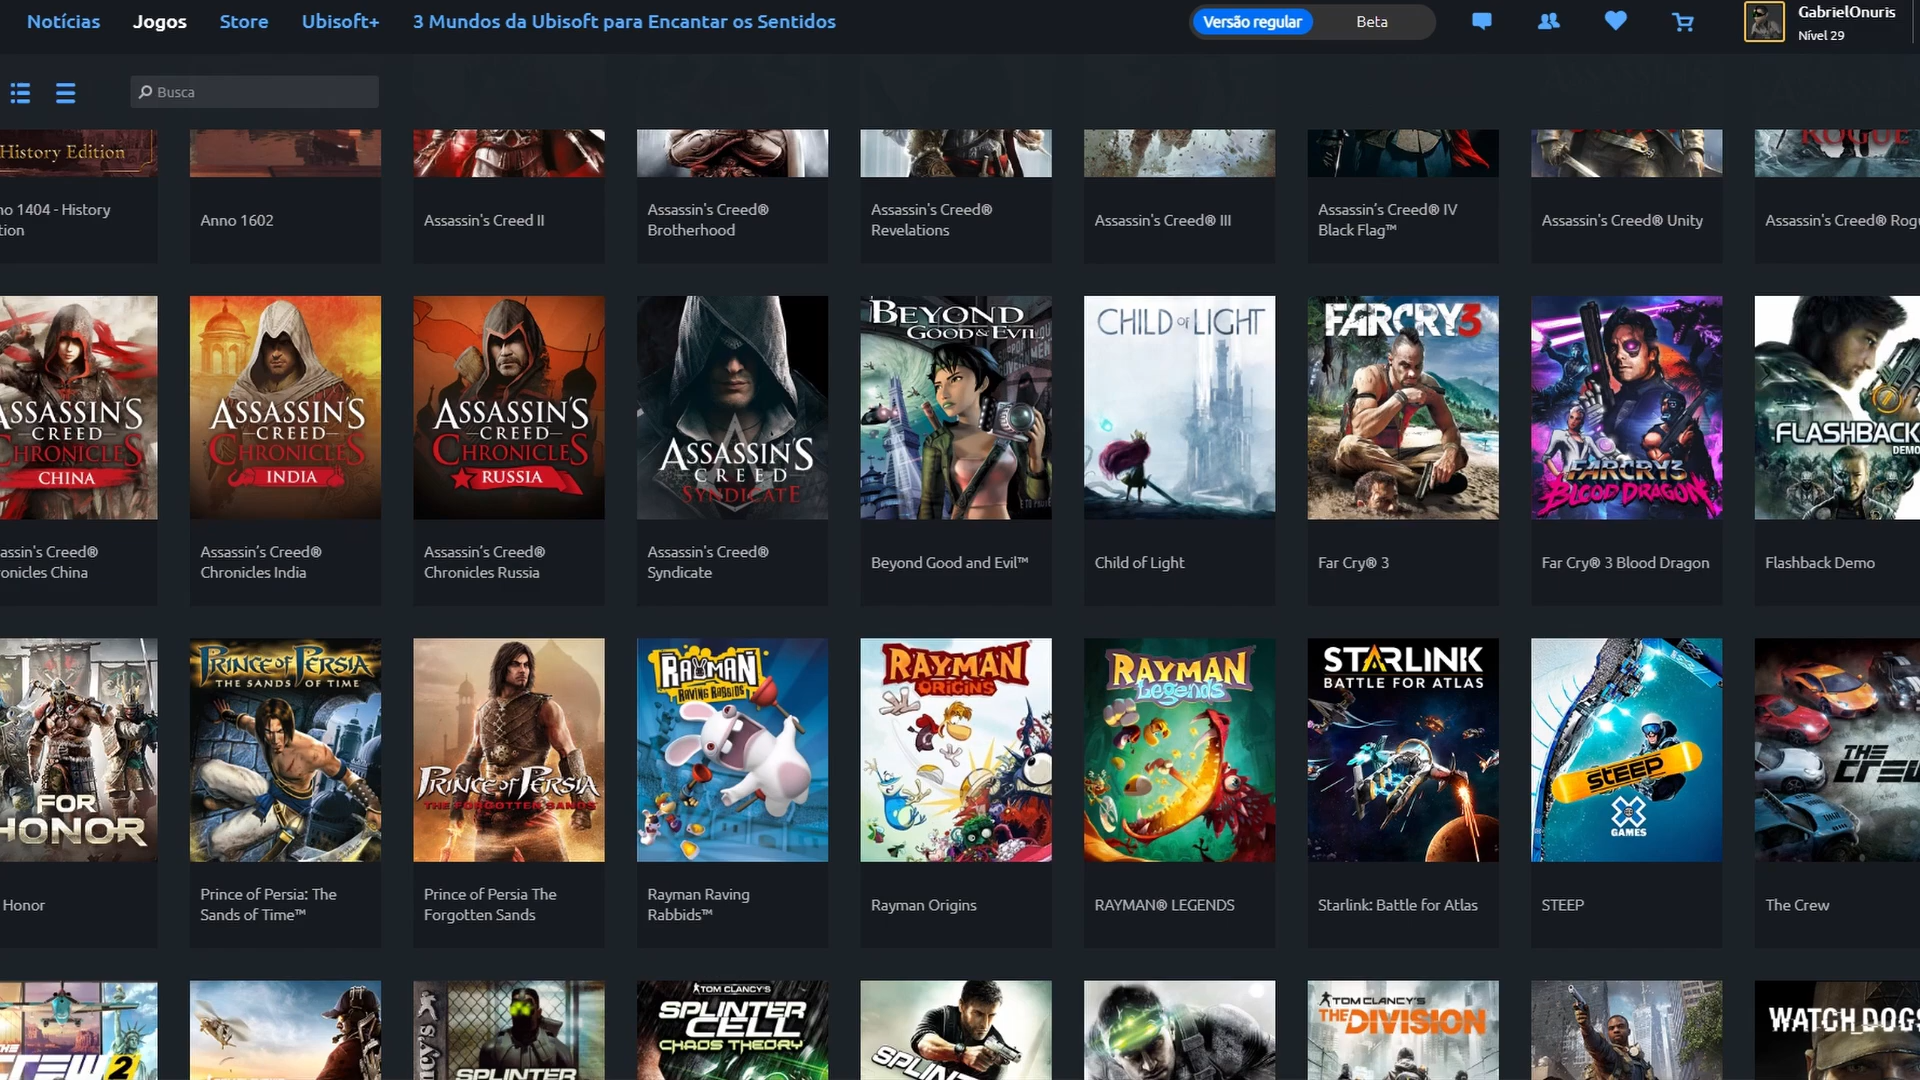 Notícias Jogos Store Ubisoft+ 3 Mundos da Ubisoft para Encantar os Sentidos Versão regular Beta GabrielOnuris
Nível 29
Busca
History Edition
ROGUE
no 1404 - History
tion
Anno 1602
Assassin's Creed II
Assassin's Creed®
Brotherhood
Assassin's Creed®
Revelations
Assassin's Creed® III
Assassin's Creed® IV
Black Flag™
Assassin's Creed® Unity
Assassin's Creed® Rogu
ASSASSIN'S
CREED
CHRONICLES
CHINA
ASSASSIN'S
CREED
CHRONICLES
INDIA
ASSASSIN'S
CREED
CHRONICLES
RUSSIA
ASSASSIN'S
CREED
SYNDICATE
BEYOND
GOOD & EVIL
CHILD of LIGHT
FARCRY3
FARCRY3
BLOOD DRAGON
FLASHBACK
DEMO
assin's Creed®
onicles China
Assassin's Creed®
Chronicles India
Assassin's Creed®
Chronicles Russia
Assassin's Creed®
Syndicate
Beyond Good and Evil™
Child of Light
Far Cry® 3
Far Cry® 3 Blood Dragon
Flashback Demo
FOR
HONOR
PRINCE OF PERSIA
THE SANDS OF TIME
PRINCE OF PERSIA
THE FORGOTTEN SANDS
RAYMAN
RAVING RABBIDS
RAYMAN
ORIGINS
RAYMAN
Legends
STARLINK
BATTLE FOR ATLAS
STEEP
X
GAMES
THE
CREW
Honor
Prince of Persia: The
Sands of Time™
Prince of Persia The
Forgotten Sands
Rayman Raving
Rabbids™
Rayman Origins
RAYMAN® LEGENDS
Starlink: Battle for Atlas
STEEP
The Crew
THE
CREW 2
SPLINTER
TOM CLANCY'S
SPLINTER
CELL
CHAOS THEORY
SPLINT
TOM CLANCY'S
THE DIVISION
WATCH DOGS